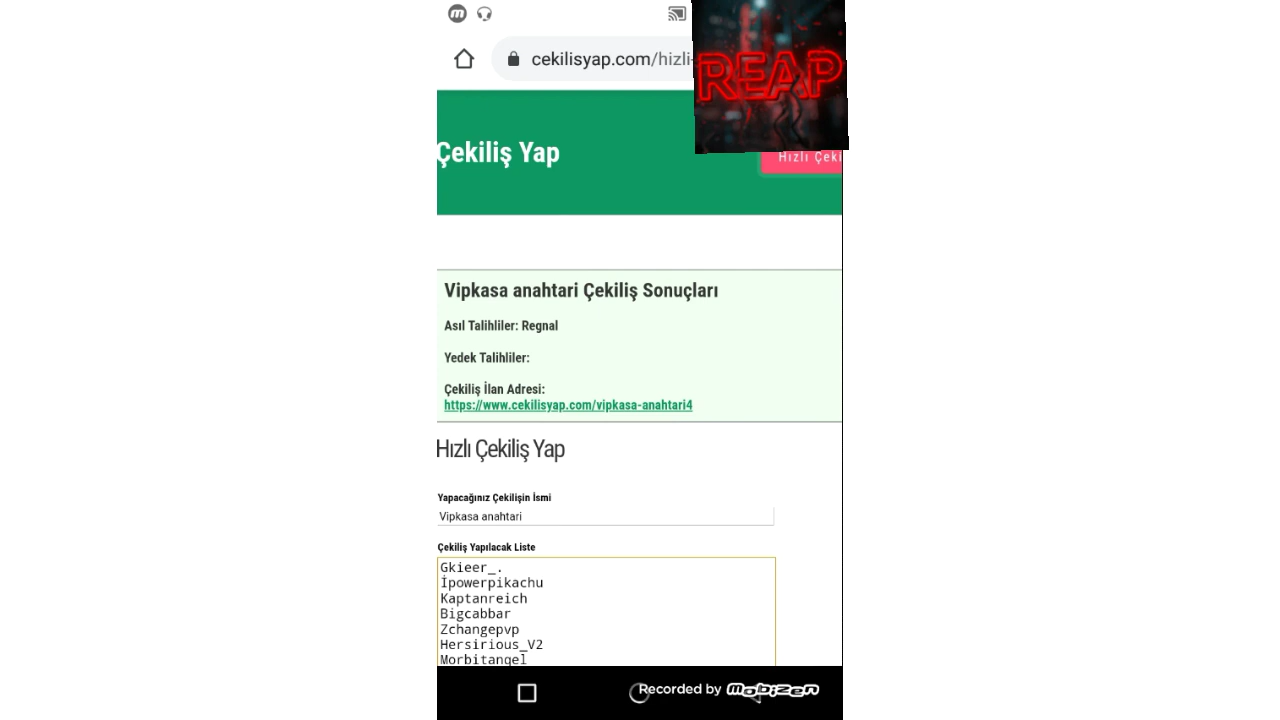 cekilisyap.com/hizli-
REAP
Çekiliş Yap
Hızlı Çeki
Vipkasa anahtari Çekiliş Sonuçları
Asıl Talihliler: Regnal
Yedek Talihliler:
Çekiliş İlan Adresi:
https://www.cekilisyap.com/vipkasa-anahtari4
Hızlı Çekiliş Yap
Yapacağınız Çekilişin İsmi
Vipkasa anahtari
Çekiliş Yapılacak Liste
Gkieer_.
İpowerpikachu
Kaptanreich
Bigcabbar
Zchangepvp
Hersirious_V2
Morbitangel
Recorded by mobizen